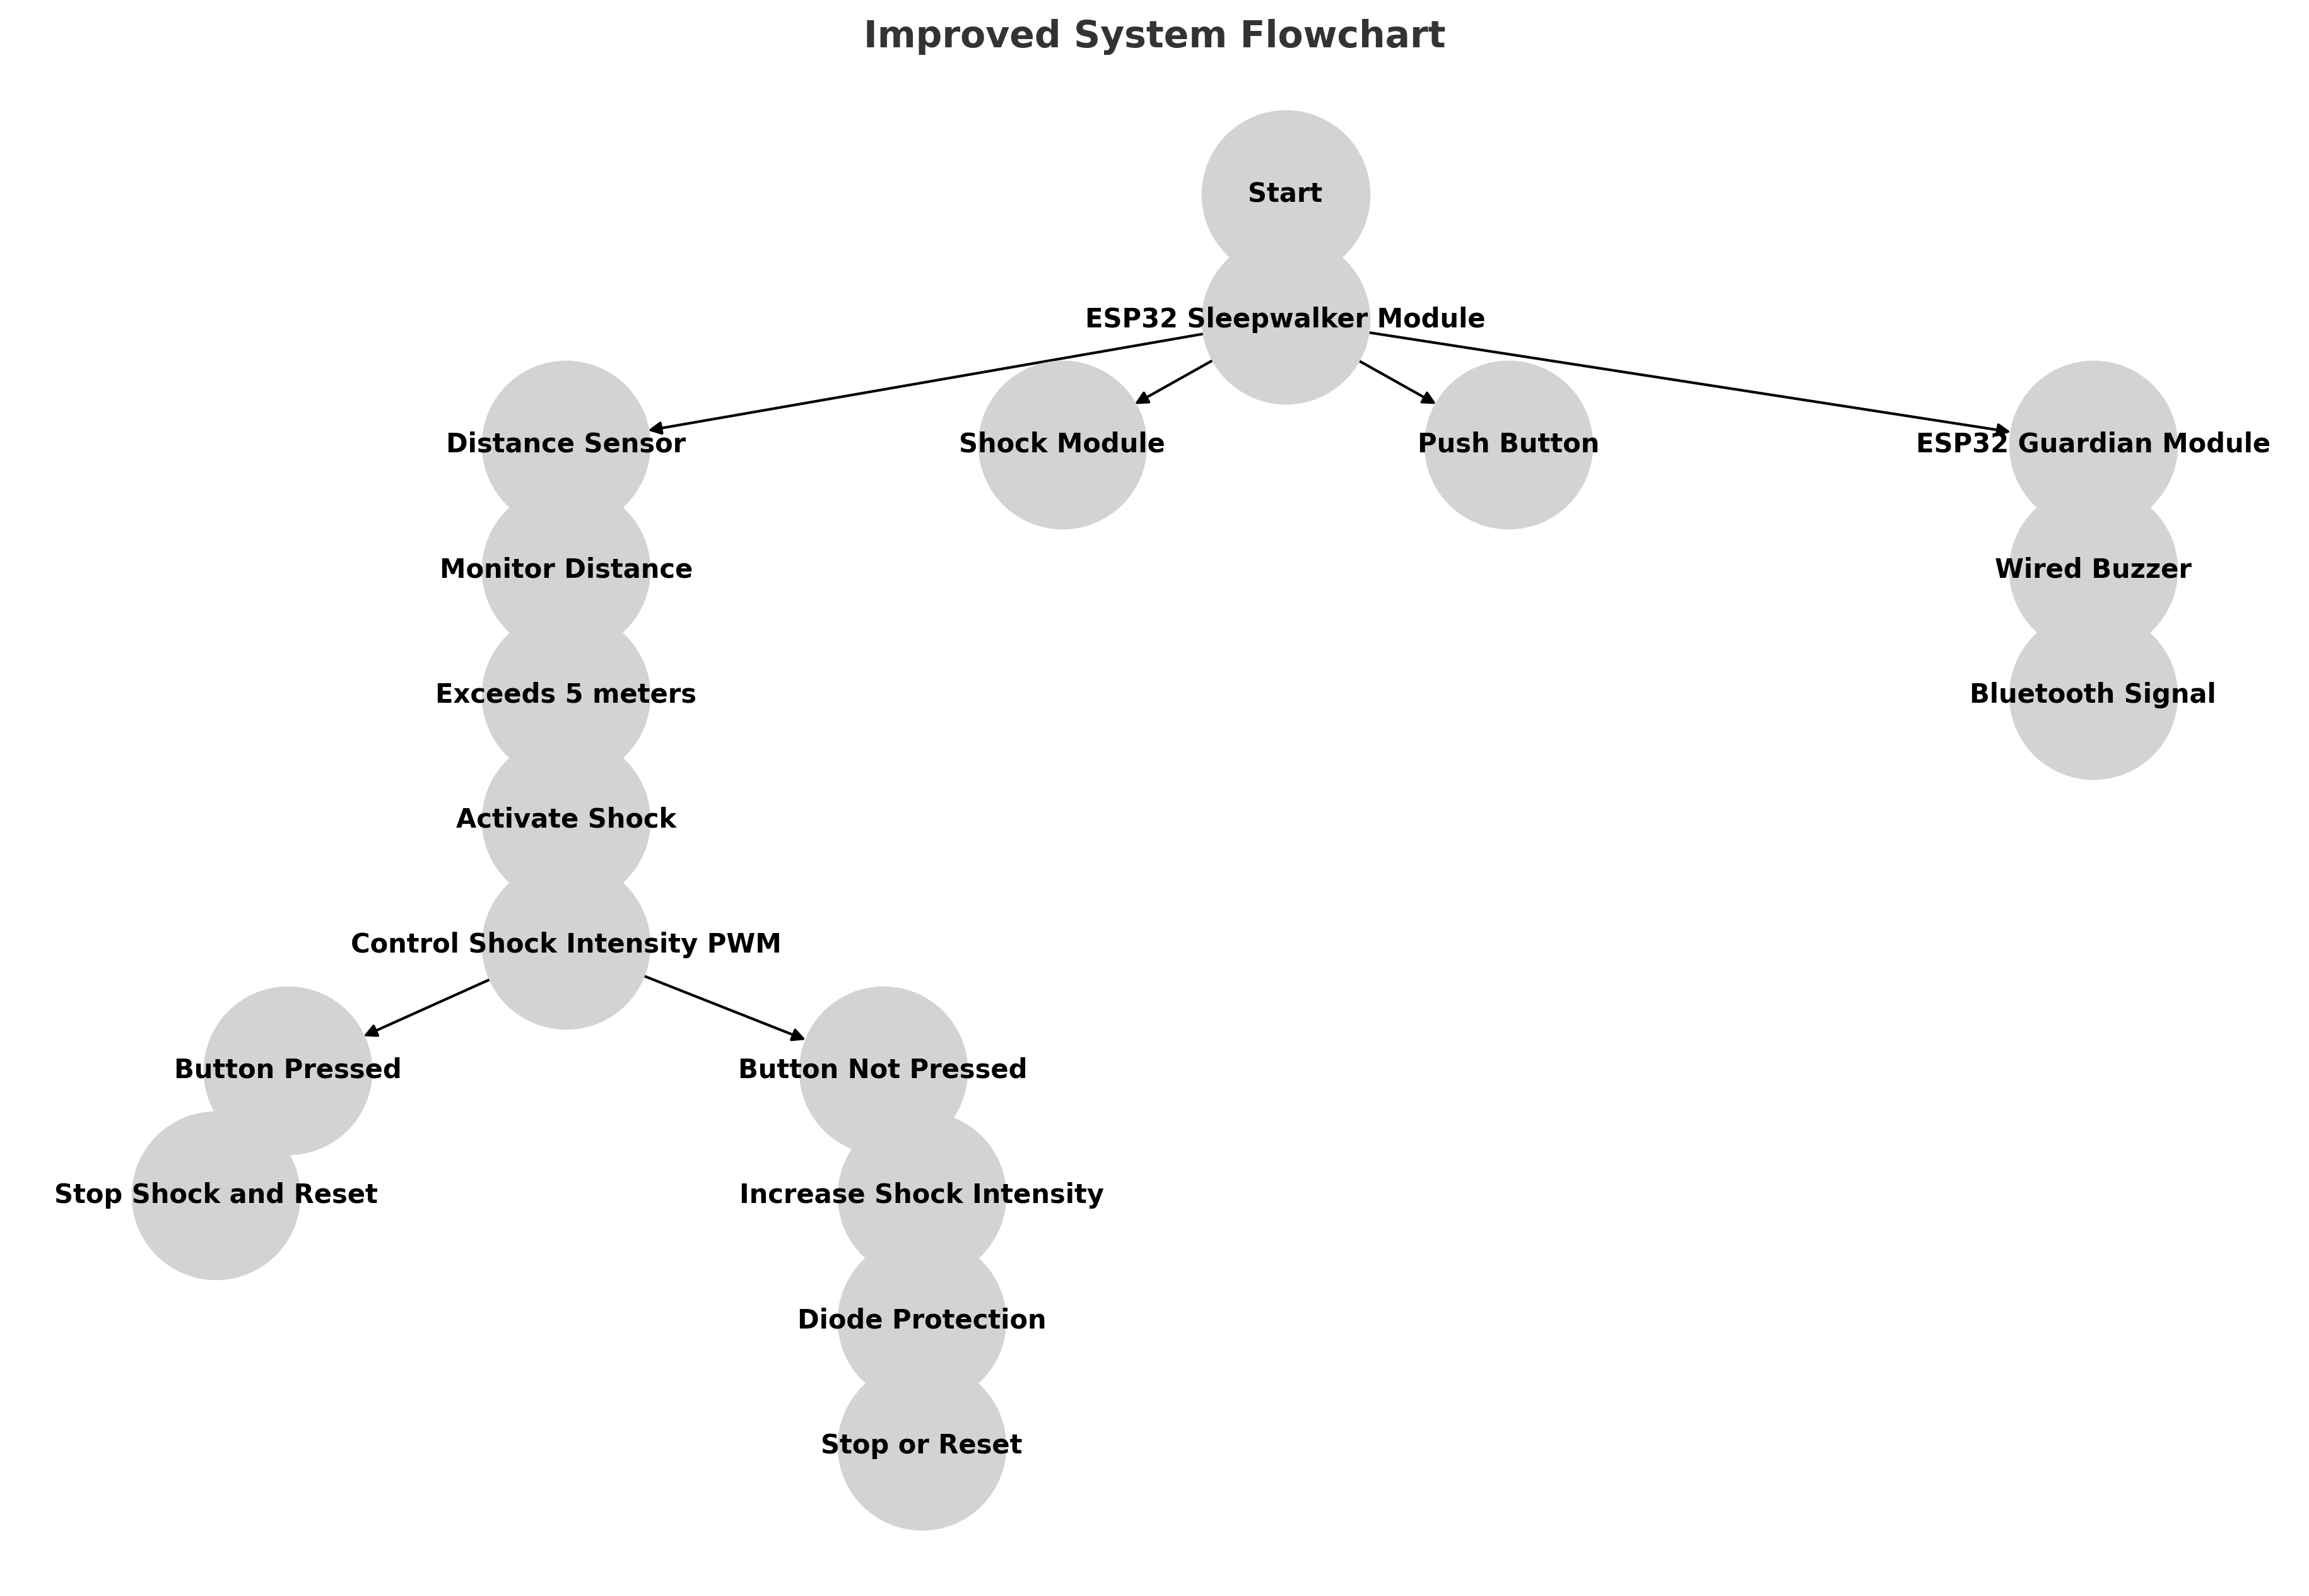 Improved System Flowchart
Start
ESP32 Sleepwalker Module
Distance Sensor
Shock Module
Push Button
ESP32 Guardian Module
Monitor Distance
Wired Buzzer
Exceeds 5 meters
Bluetooth Signal
Activate Shock
Control Shock Intensity PWM
Button Pressed
Button Not Pressed
Stop Shock and Reset
Increase Shock Intensity
Diode Protection
Stop or Reset